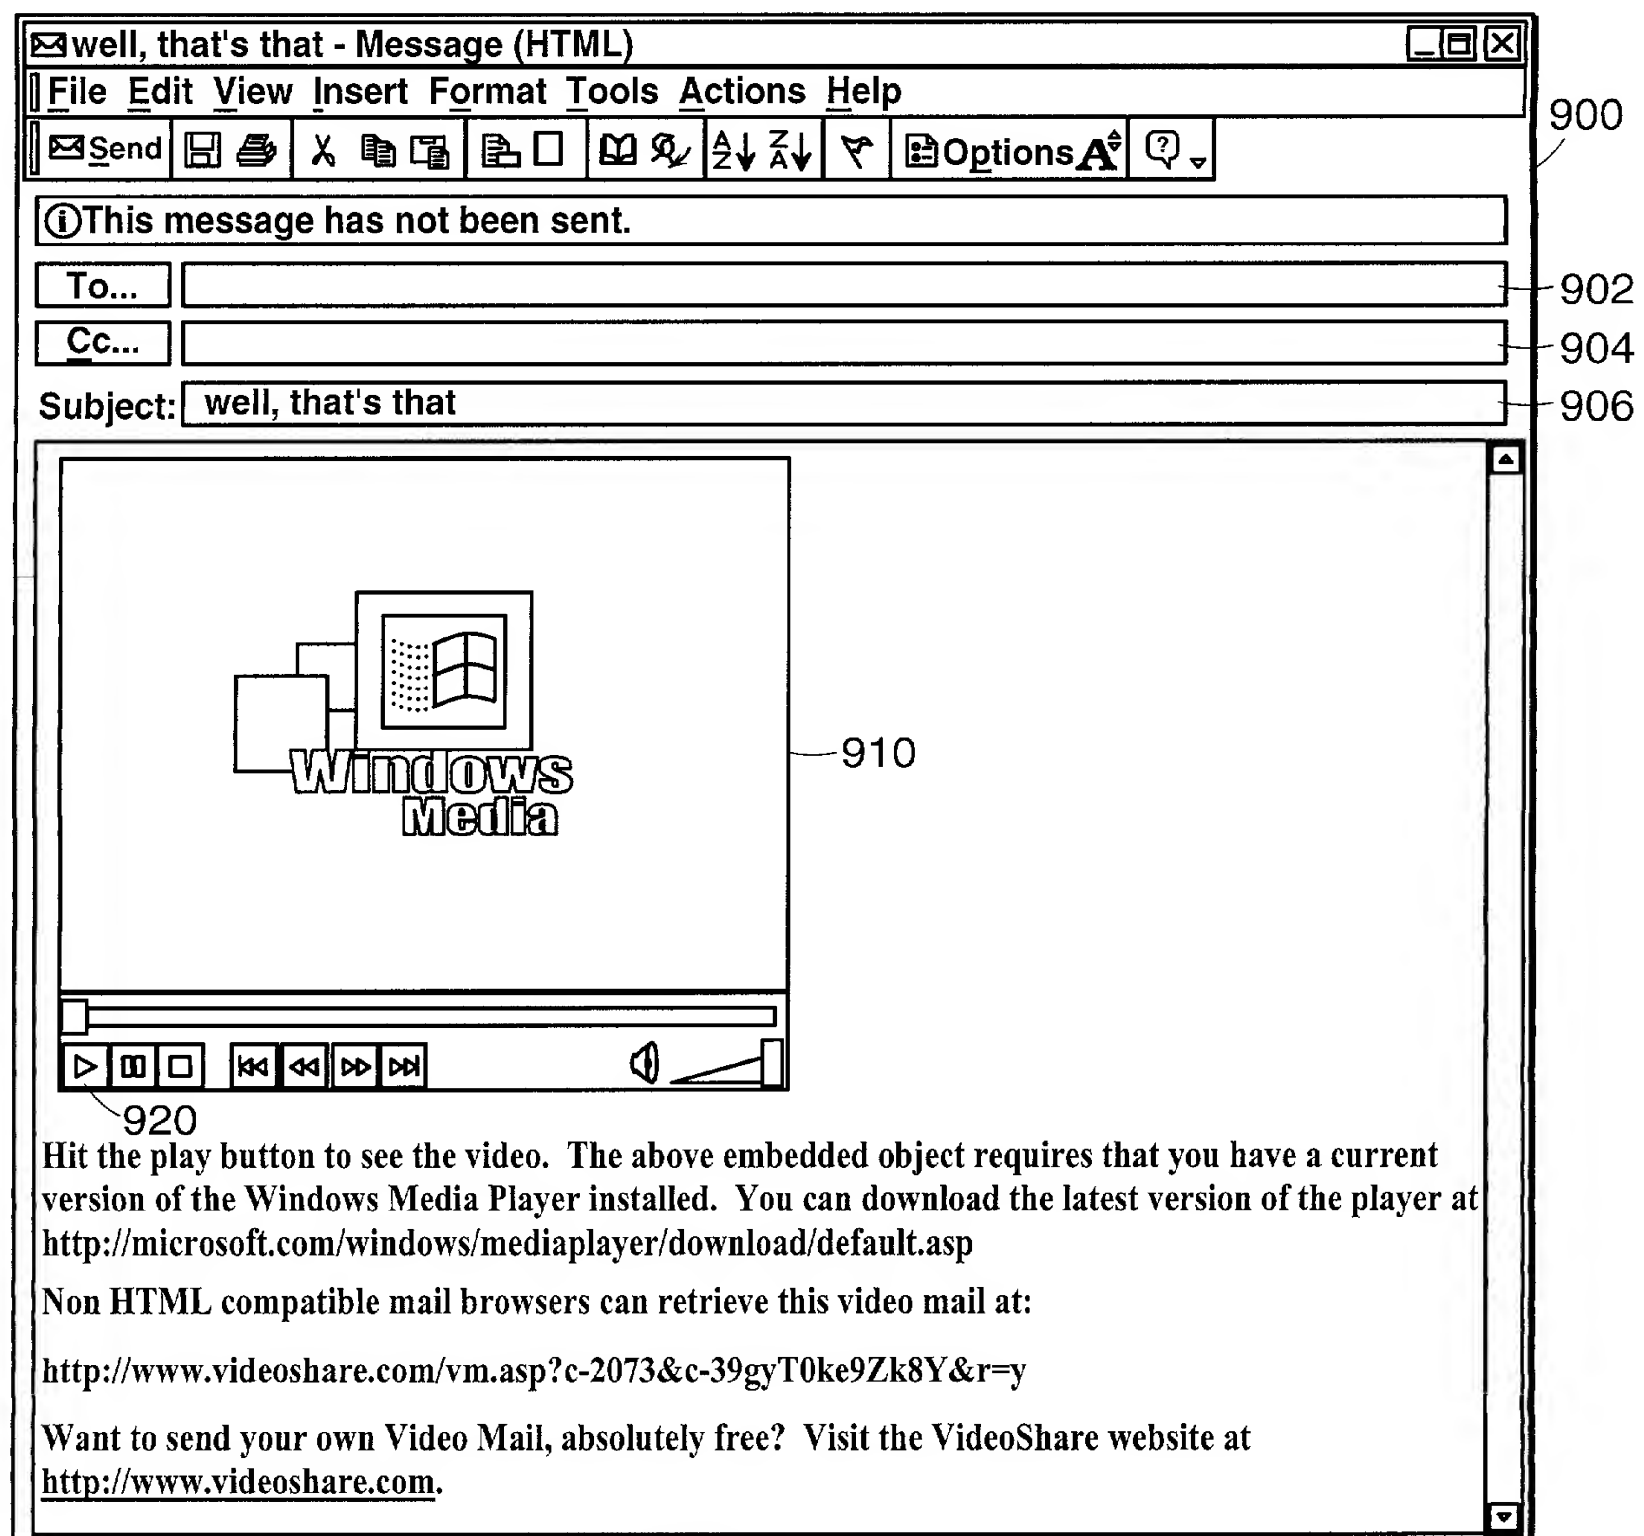 well, that's that - Message (HTML)
File Edit View Insert Format Tools Actions Help
900
Send Options A
This message has not been sent.
To... 902
Cc... 904
Subject: well, that's that 906
Windows
Media
910
920
Hit the play button to see the video. The above embedded object requires that you have a current
version of the Windows Media Player installed. You can download the latest version of the player at
http://microsoft.com/windows/mediaplayer/download/default.asp
Non HTML compatible mail browsers can retrieve this video mail at:
http://www.videoshare.com/vm.asp?c-2073&c-39gyT0ke9Zk8Y&r=y
Want to send your own Video Mail, absolutely free? Visit the VideoShare website at
http://www.videoshare.com.